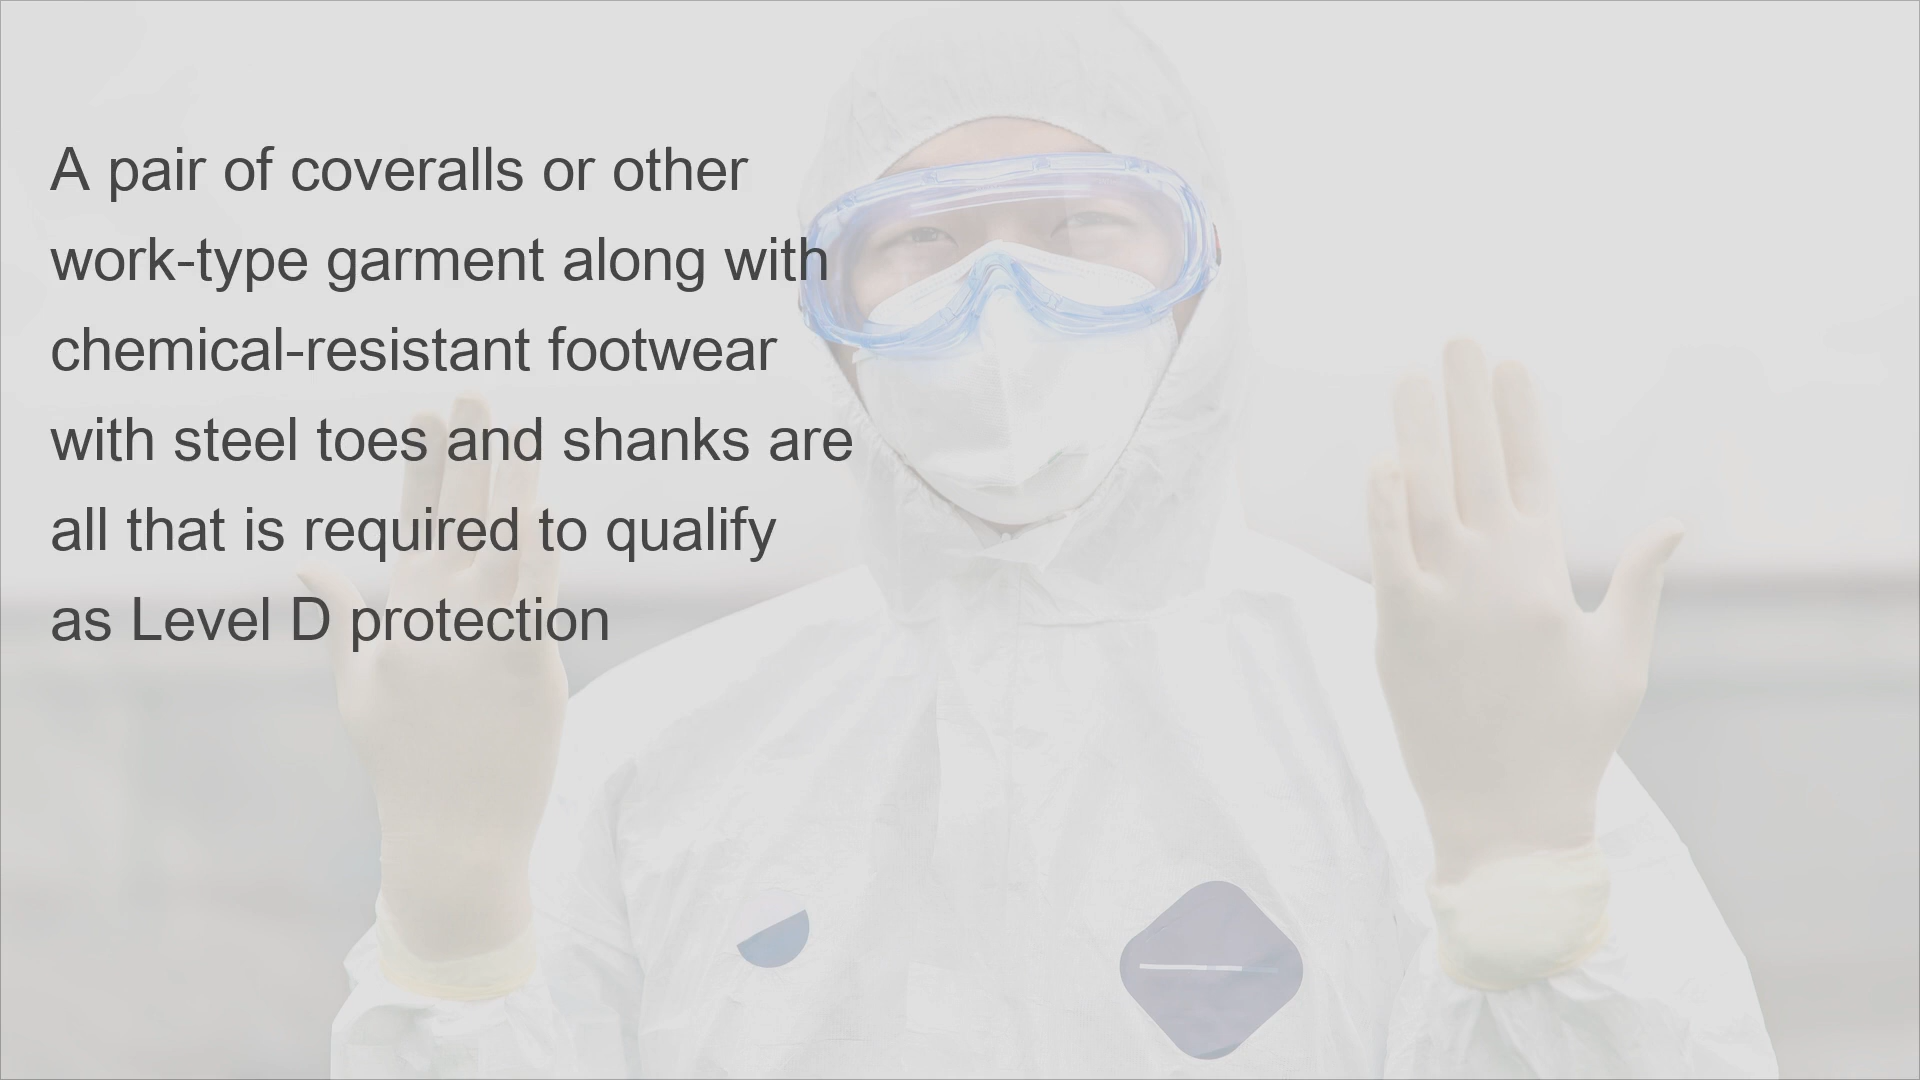 A pair of coveralls or other
work-type garment along with
chemical-resistant footwear
with steel toes and shanks are
all that is required to qualify
as Level D protection